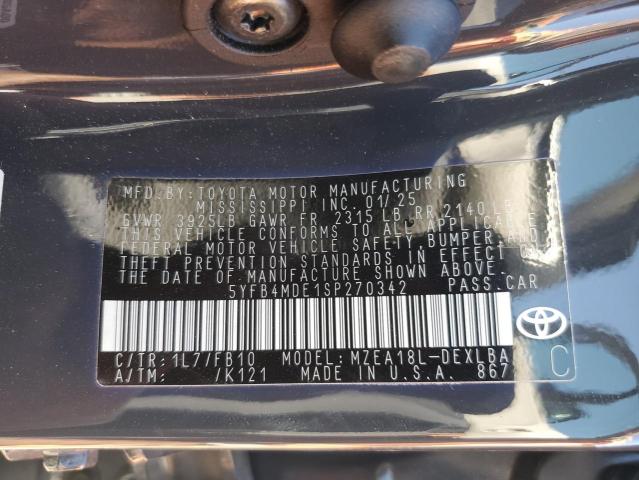 MFD.BY:TOYOTA MOTOR MANUFACTURING
MISSISSIPPI INC. 01/25
GVWR 3925LB GAWR FR 2315 LB RR 2140LB
THIS VEHICLE CONFORMS TO ALL APPLICABLE
FEDERAL MOTOR VEHICLE SAFETY, BUMPER, AND
THEFT PREVENTION STANDARDS IN EFFECT ON
THE DATE OF MANUFACTURE SHOWN ABOVE.
5YFB4MDE1SP270342 PASS.CAR
C/TR:1L7/FB10 MODEL:MZEA18L-DEXLBA
A/TM: /K121 MADE IN U.S.A. 867
C